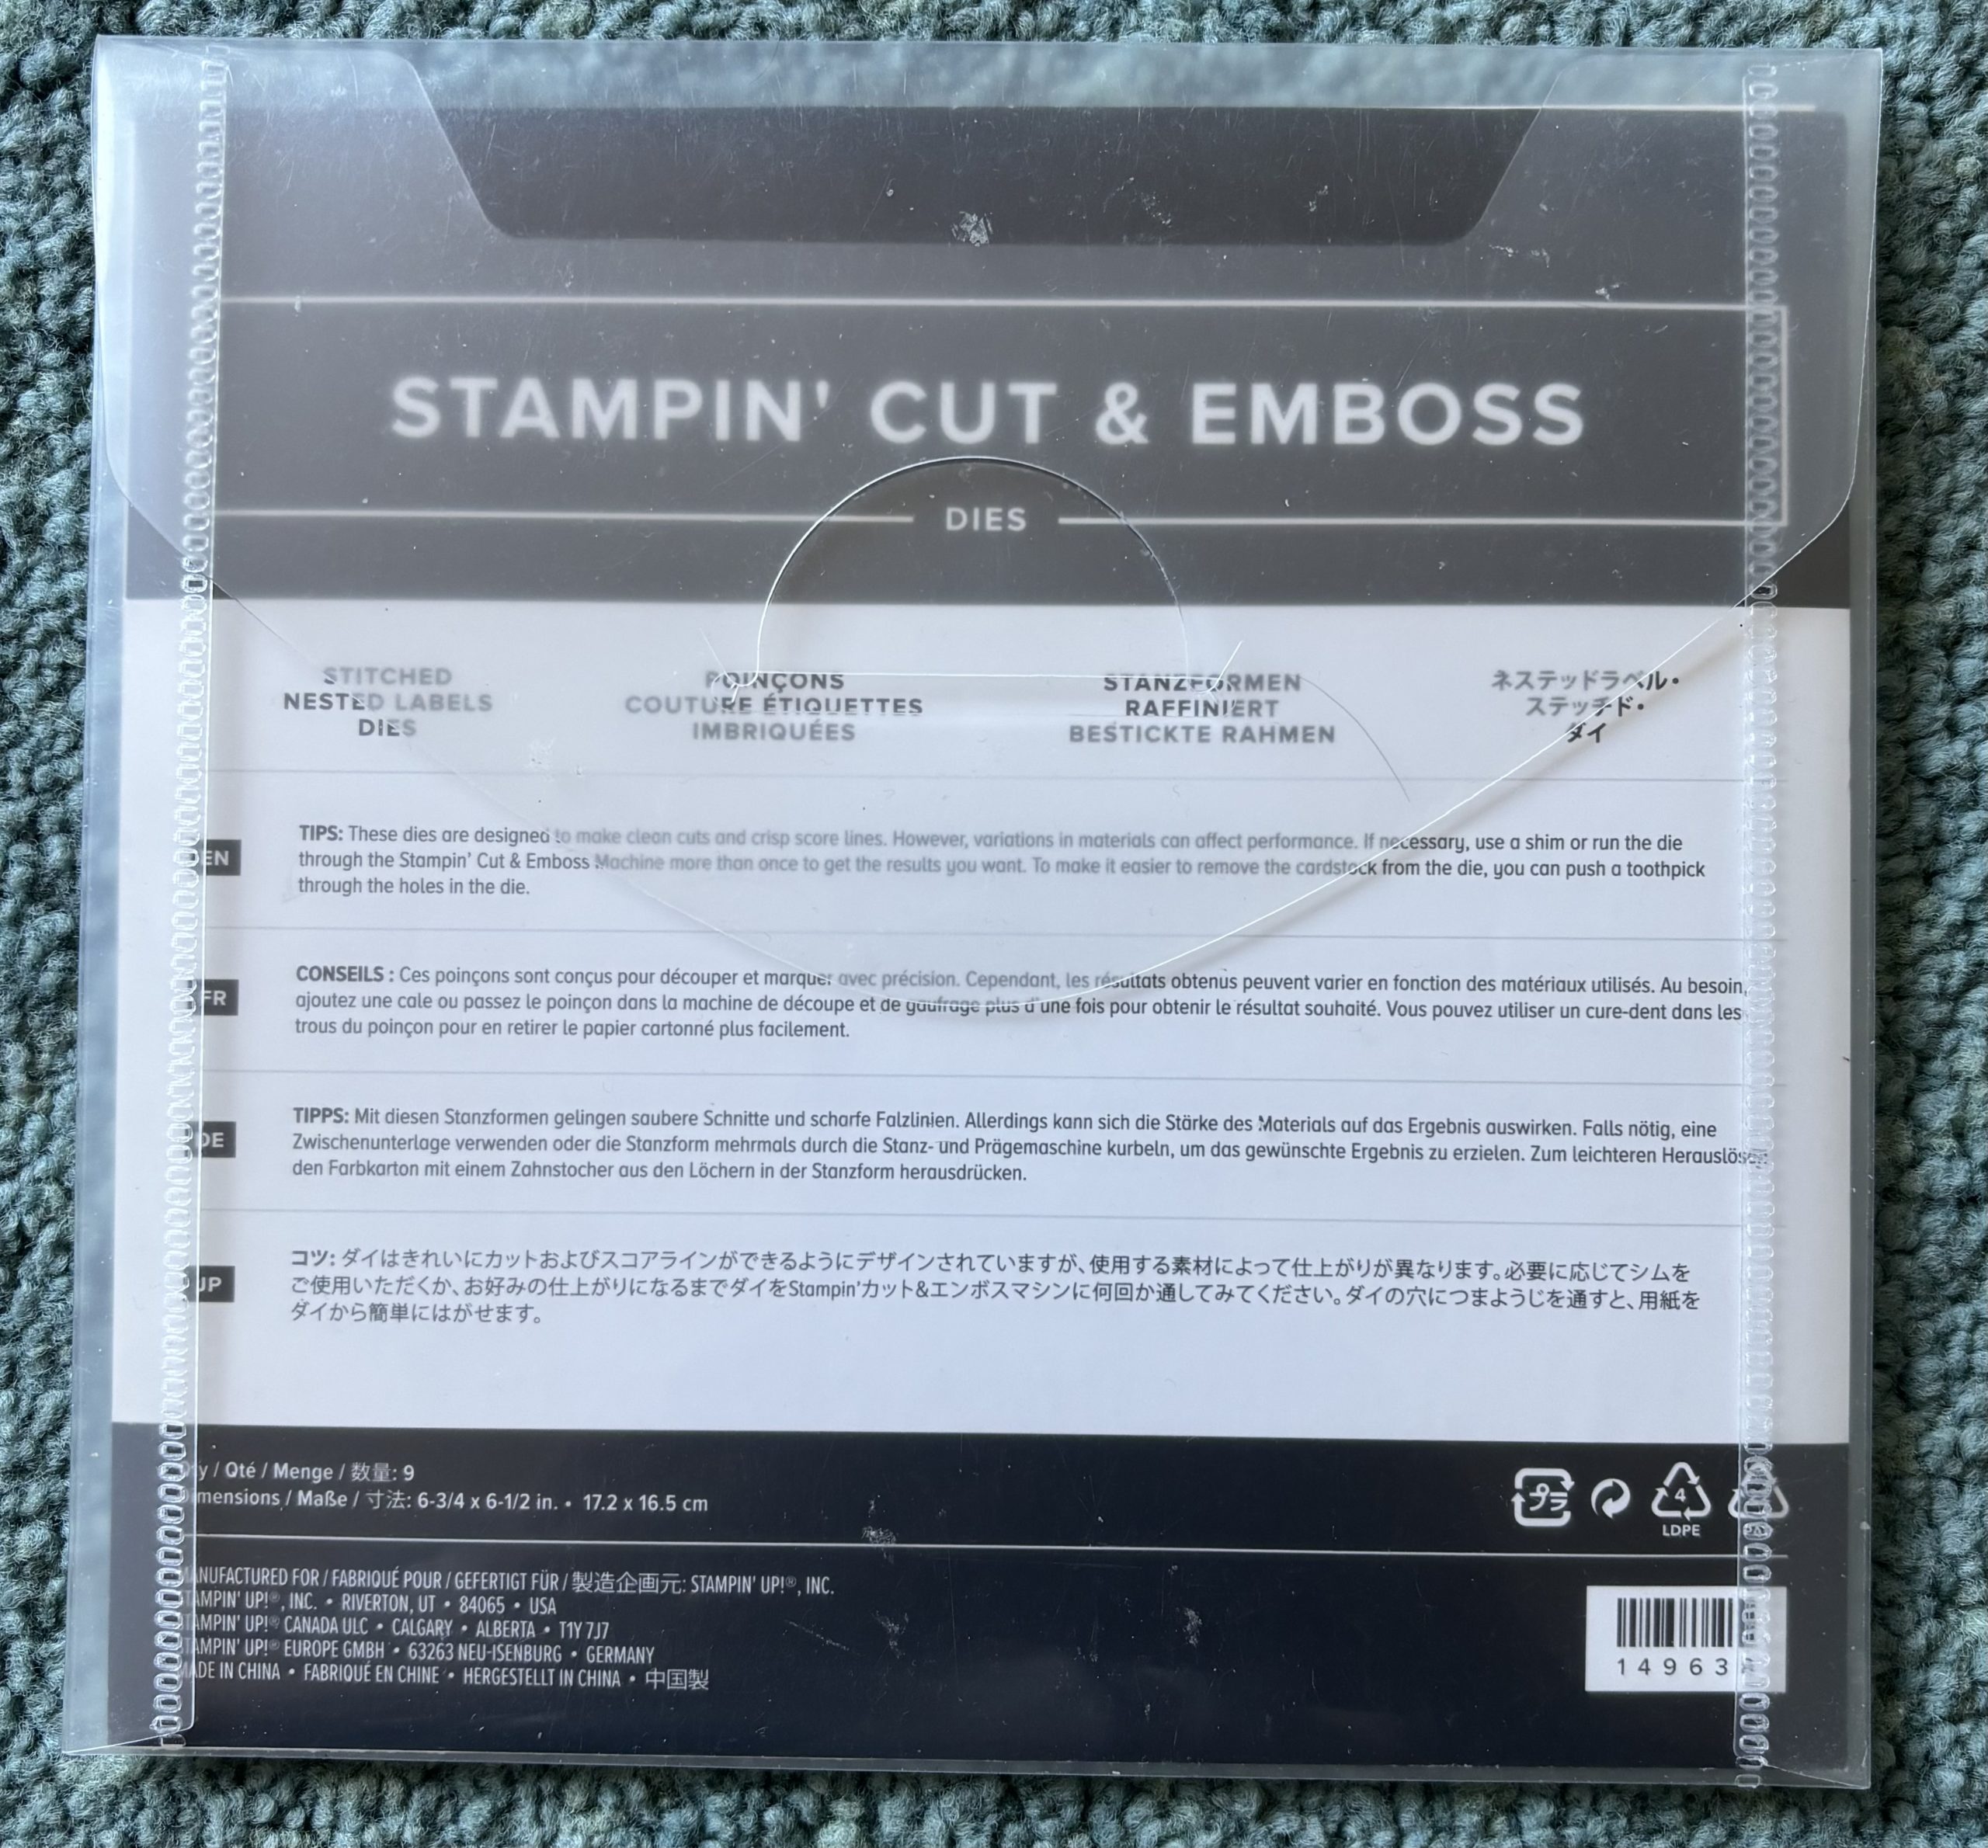 STAMPIN' CUT & EMBOSS
DIES
STITCHED
NESTED LABELS
DIES
POINÇONS
COUTURE ÉTIQUETTES
IMBRIQUÉES
STANZFORMEN
RAFFINIERT
BESTICKTE RAHMEN
ネステッドラベル・
ステッチド・
ダイ
EN
TIPS: These dies are designed to make clean cuts and crisp score lines. However, variations in materials can affect performance. If necessary, use a shim or run the die
through the Stampin' Cut & Emboss Machine more than once to get the results you want. To make it easier to remove the cardstock from the die, you can push a toothpick
through the holes in the die.
FR
CONSEILS : Ces poinçons sont conçus pour découper et marquer avec précision. Cependant, les résultats obtenus peuvent varier en fonction des matériaux utilisés. Au besoin,
ajoutez une cale ou passez le poinçon dans la machine de découpe et de gaufrage plus d'une fois pour obtenir le résultat souhaité. Vous pouvez utiliser un cure-dent dans les
trous du poinçon pour en retirer le papier cartonné plus facilement.
DE
TIPPS: Mit diesen Stanzformen gelingen saubere Schnitte und scharfe Falzlinien. Allerdings kann sich die Stärke des Materials auf das Ergebnis auswirken. Falls nötig, eine
Zwischenunterlage verwenden oder die Stanzform mehrmals durch die Stanz- und Prägemaschine kurbeln, um das gewünschte Ergebnis zu erzielen. Zum leichteren Herauslösen
den Farbkarton mit einem Zahnstocher aus den Löchern in der Stanzform herausdrücken.
JP
コツ: ダイはきれいにカットおよびスコアラインができるようにデザインされていますが、使用する素材によって仕上がりが異なります。必要に応じてシムを
ご使用いただくか、お好みの仕上がりになるまでダイをStampin'カット&エンボスマシンに何回か通してみてください。ダイの穴につまようじを通すと、用紙を
ダイから簡単にはがせます。
/ Qté / Menge / 数量: 9
Dimensions / Maße / 寸法: 6-3/4 x 6-1/2 in. • 17.2 x 16.5 cm
プラ
4
LDPE
MANUFACTURED FOR / FABRIQUÉ POUR / GEFERTIGT FÜR / 製造企画元: STAMPIN' UP!®, INC.
STAMPIN' UP!®, INC. • RIVERTON, UT • 84065 • USA
STAMPIN' UP!® CANADA ULC • CALGARY • ALBERTA • T1Y 7J7
STAMPIN' UP!® EUROPE GMBH • 63263 NEU-ISENBURG • GERMANY
MADE IN CHINA • FABRIQUÉ EN CHINE • HERGESTELLT IN CHINA • 中国製
14963